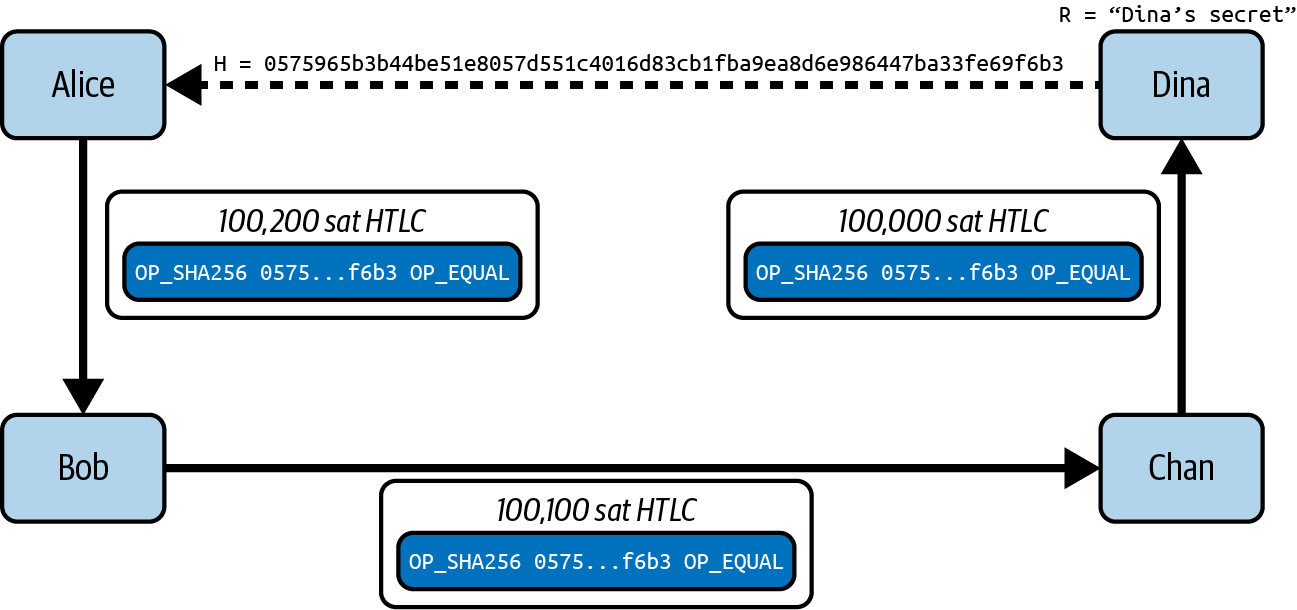 R = “Dina’s secret”
H = 0575965b3b44be51e8057d551c4016d83cb1fba9ea8d6e986447ba33fe69f6b3
Alice
Dina
100,200 sat HTLC
OP_SHA256 0575...f6b3 OP_EQUAL
100,000 sat HTLC
OP_SHA256 0575...f6b3 OP_EQUAL
Bob
Chan
100,100 sat HTLC
OP_SHA256 0575...f6b3 OP_EQUAL